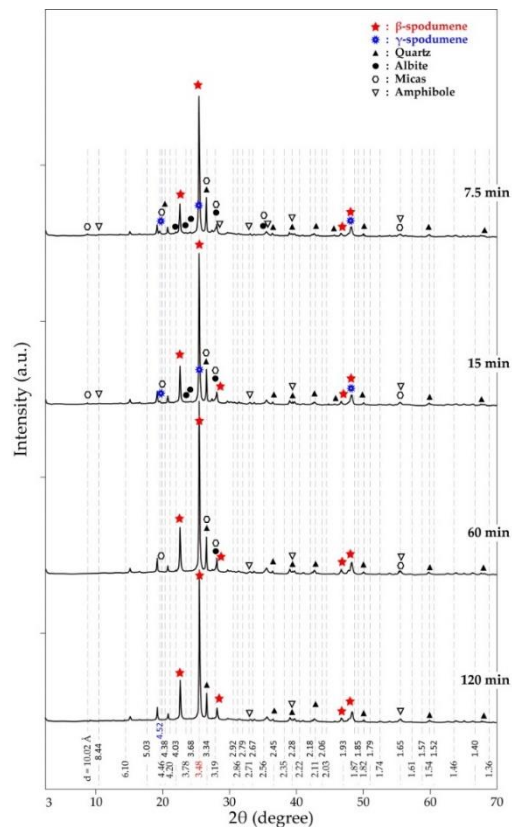 ★ : β-spodumene
✹ : γ-spodumene
▲ : Quartz
● : Albite
○ : Micas
▽ : Amphibole
7.5 min
15 min
60 min
120 min
Intensity (a.u.)
d = 10.02 Å
8.44
6.10
5.03
4.52
4.46
4.38
4.20
4.03
3.78
3.68
3.48
3.34
3.19
2.92
2.86
2.79
2.71
2.67
2.56
2.45
2.35
2.28
2.22
2.18
2.11
2.06
2.03
1.93
1.87
1.85
1.82
1.79
1.74
1.65
1.61
1.57
1.54
1.52
1.46
1.40
1.36
3 10 20 30 40 50 60 70
2θ (degree)